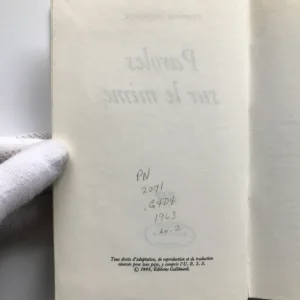 Paroles
sur le mime
PN
2071
1963
Tous droits d'adaptation, de reproduction et de traduction
réservés pour tous pays, y compris l'U. R. S. S.
© 1963, Éditions Gallimard.